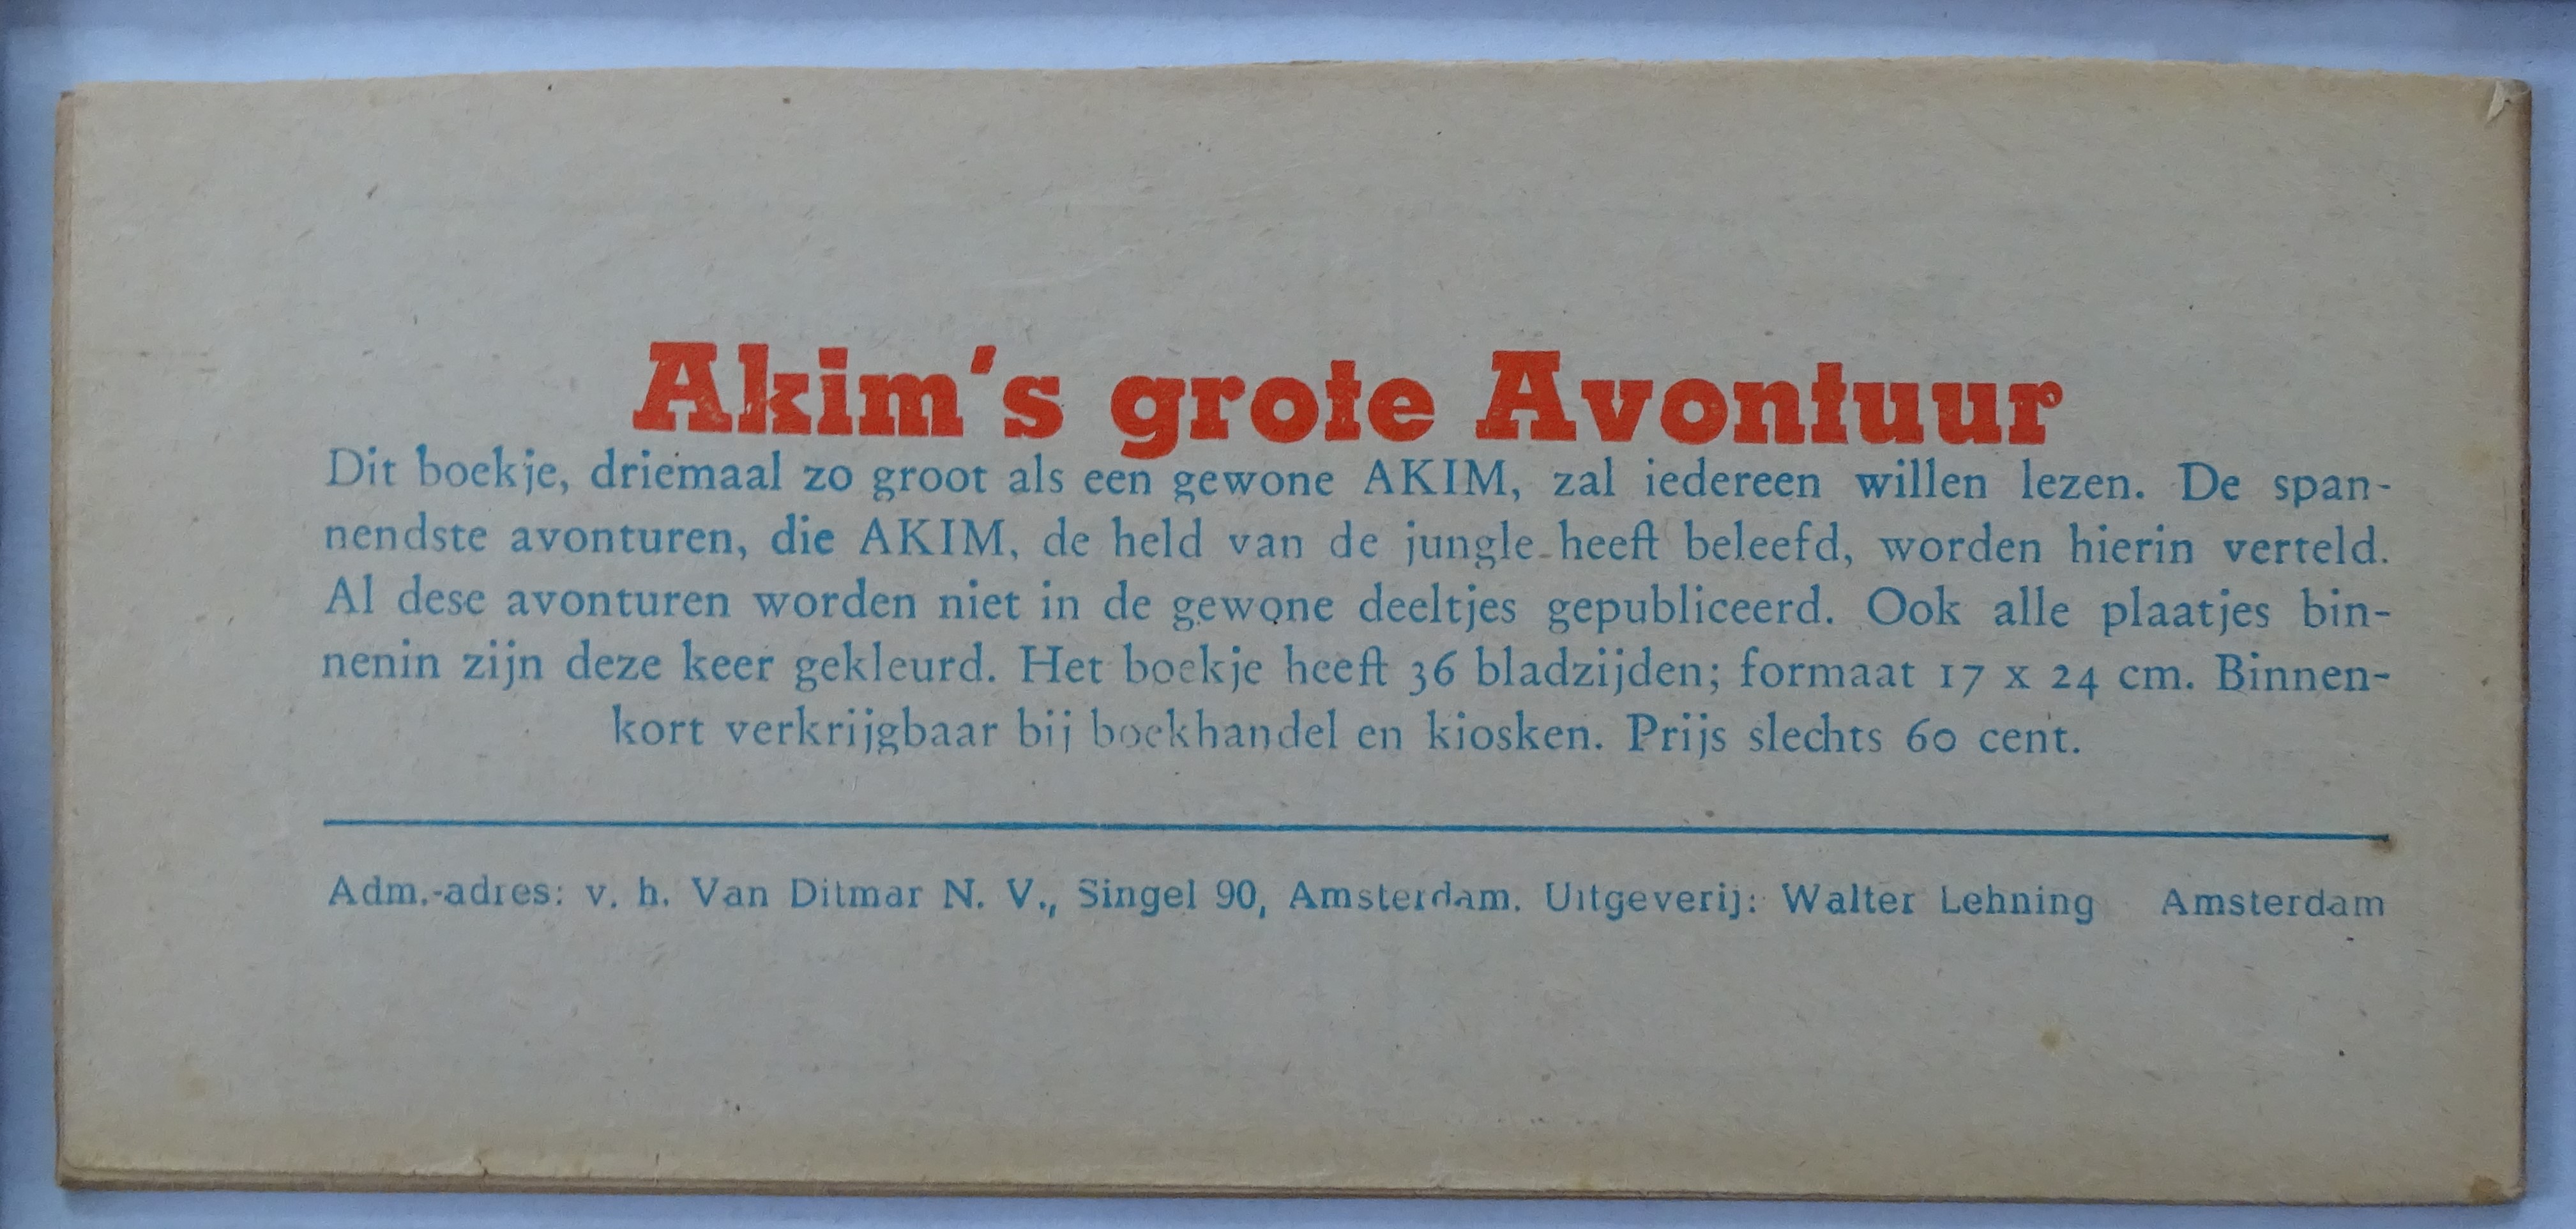 Akim's grote Avontuur
Dit boekje, driemaal zo groot als een gewone AKIM, zal iedereen willen lezen. De span-
nendste avonturen, die AKIM, de held van de jungle heeft beleefd, worden hierin verteld.
Al dese avonturen worden niet in de gewone deeltjes gepubliceerd. Ook alle plaatjes bin-
nenin zijn deze keer gekleurd. Het boekje heeft 36 bladzijden; formaat 17 x 24 cm. Binnen-
kort verkrijgbaar bij boekhandel en kiosken. Prijs slechts 60 cent.
Adm.-adres: v. h. Van Ditmar N. V., Singel 90, Amsterdam. Uitgeverij: Walter Lehning Amsterdam